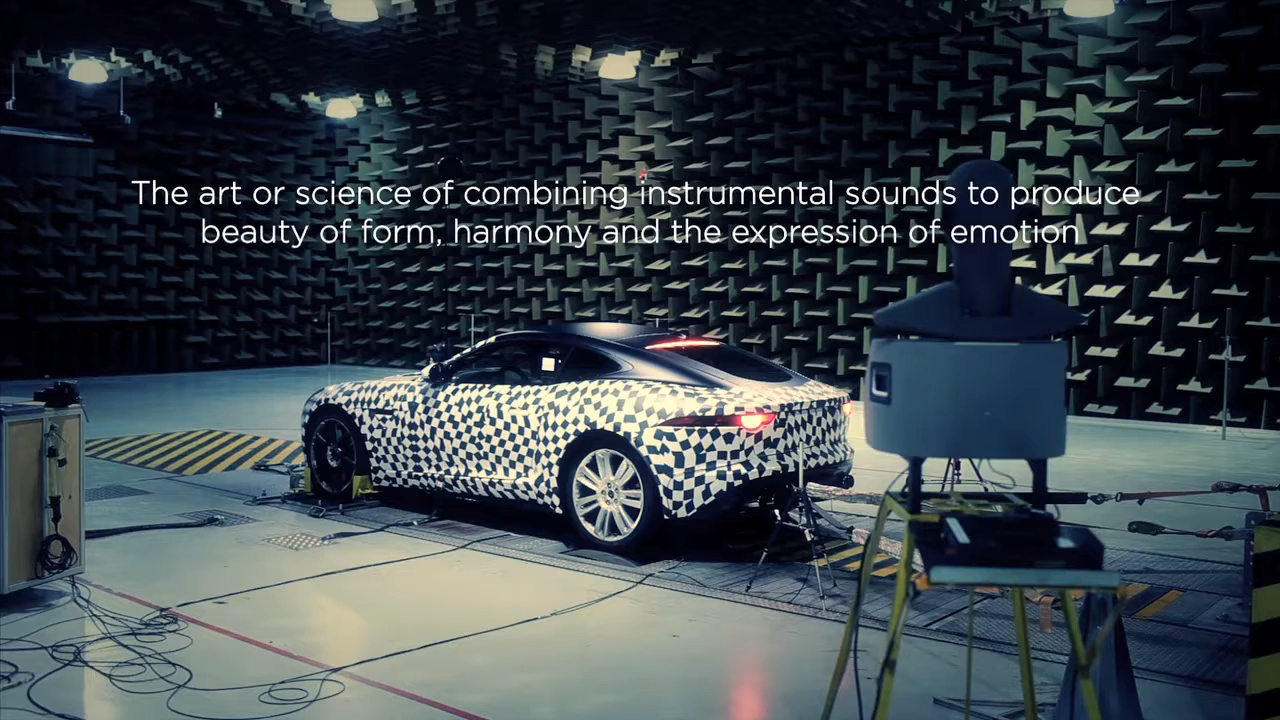 The art or science of combining instrumental sounds to produce
beauty of form, harmony and the expression of emotion